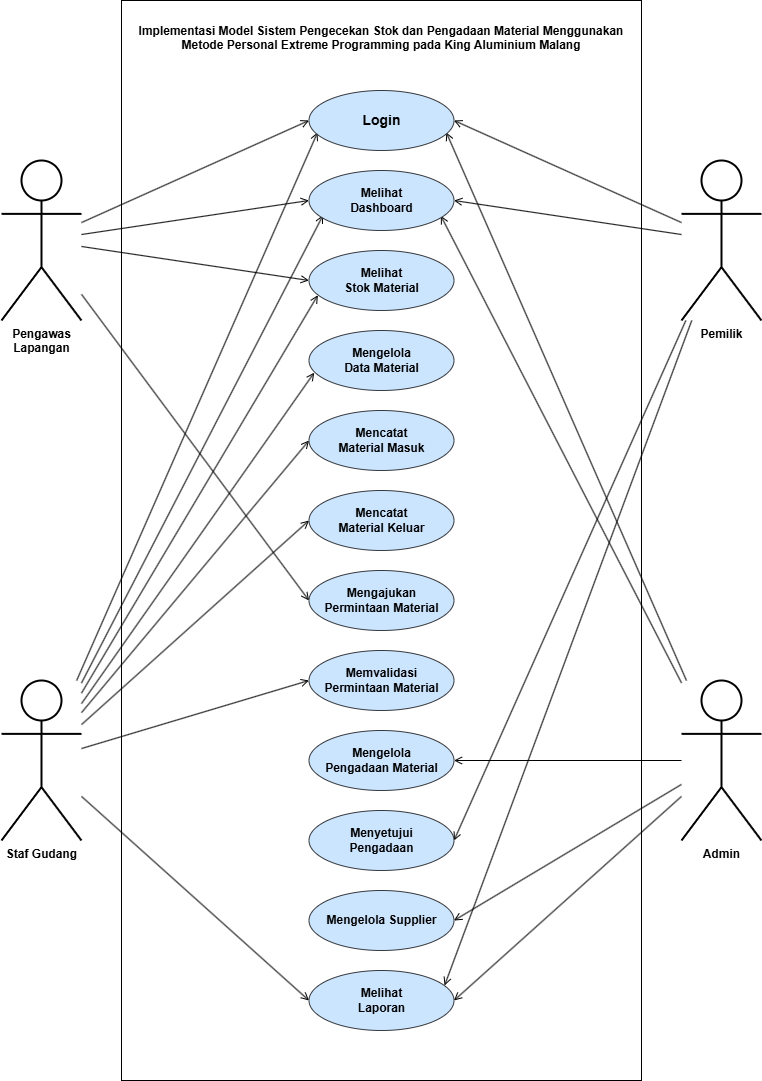 Implementasi Model Sistem Pengecekan Stok dan Pengadaan Material Menggunakan
Metode Personal Extreme Programming pada King Aluminium Malang
Login
Melihat
Dashboard
Melihat
Stok Material
Pengawas
Lapangan
Pemilik
Mengelola
Data Material
Mencatat
Material Masuk
Mencatat
Material Keluar
Mengajukan
Permintaan Material
Memvalidasi
Permintaan Material
Mengelola
Pengadaan Material
Menyetujui
Pengadaan
Staf Gudang
Admin
Mengelola Supplier
Melihat
Laporan